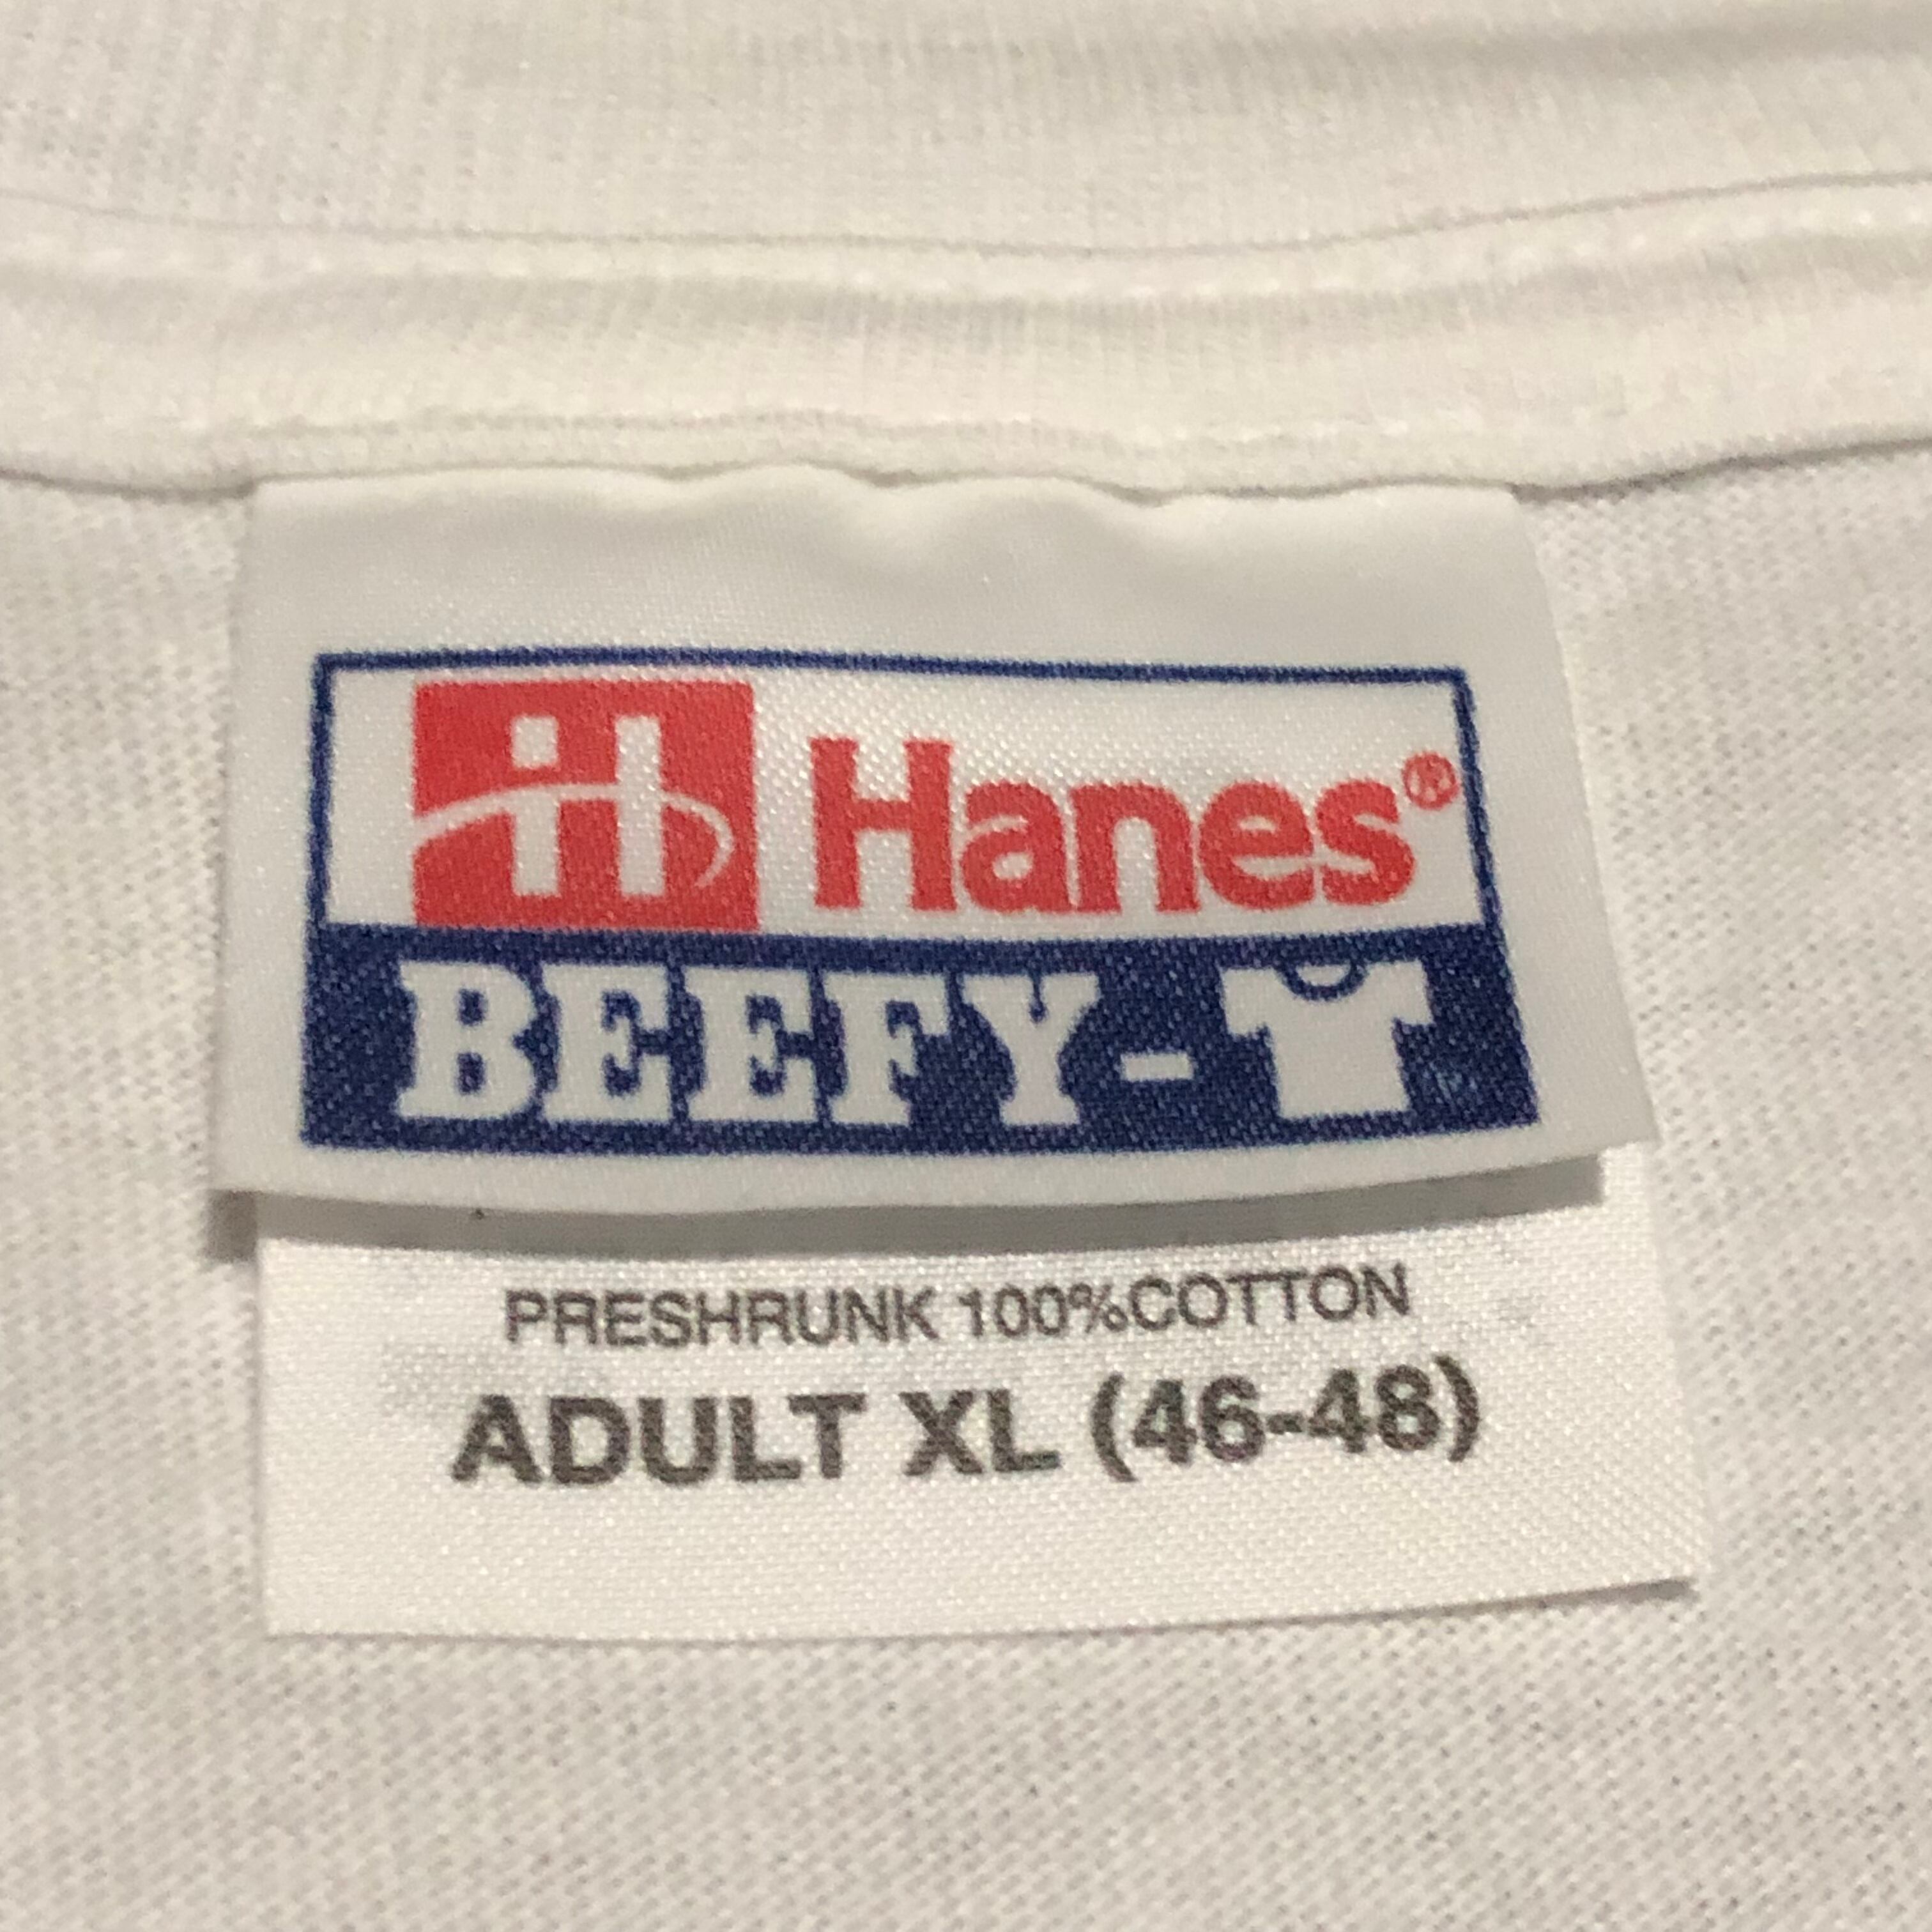 H Hanes®
BEEFY-T
PRESHRUNK 100%COTTON
ADULT XL (46-48)